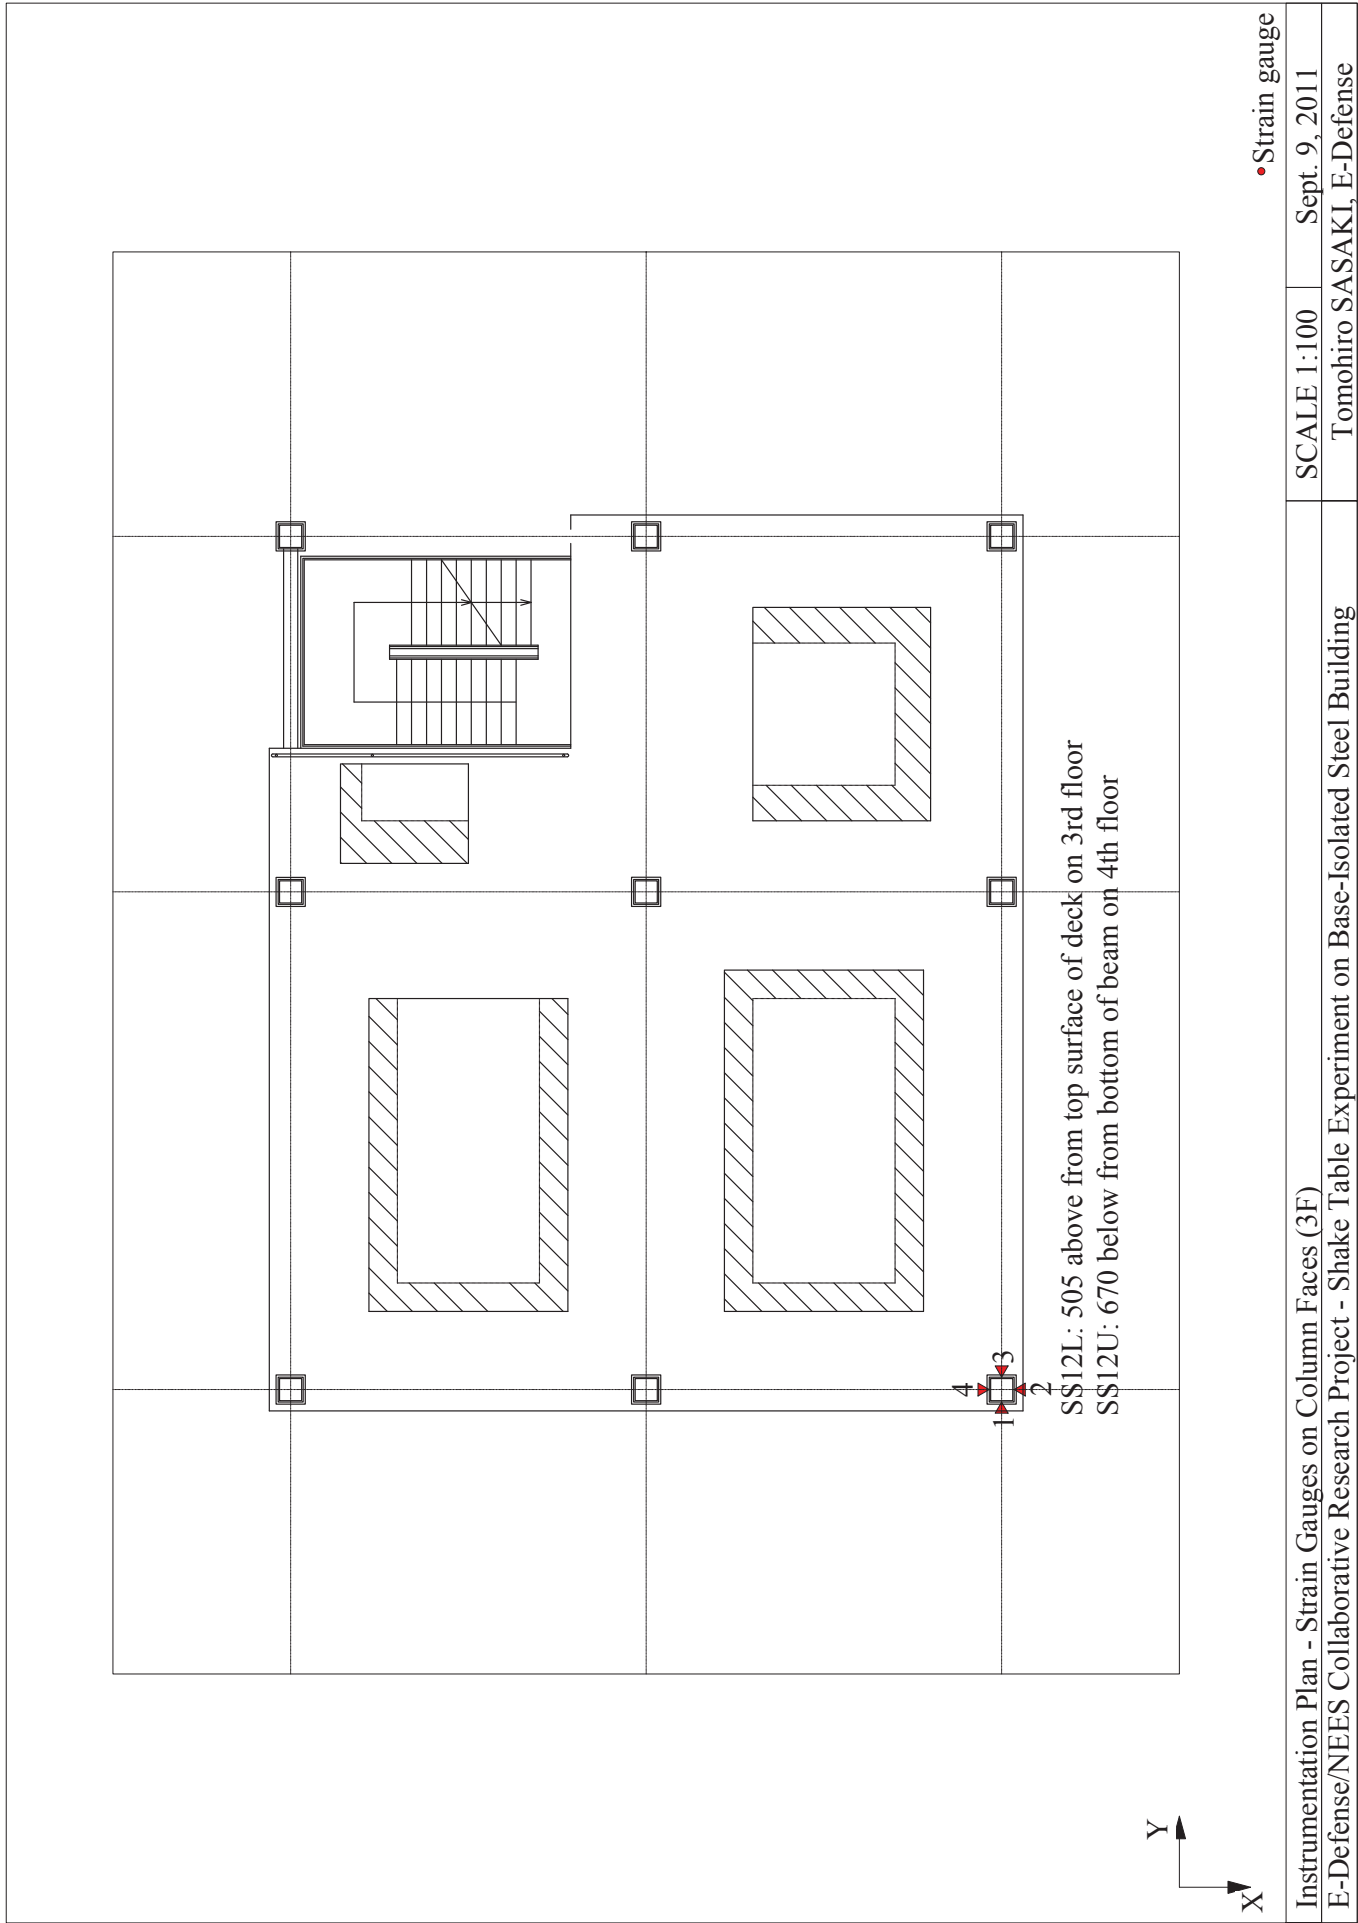 4
1
3
2
SS12L: 505 above from top surface of deck on 3rd floor
SS12U: 670 below from bottom of beam on 4th floor
Y
X
•Strain gauge
Instrumentation Plan - Strain Gauges on Column Faces (3F)
SCALE 1:100
Sept. 9, 2011
E-Defense/NEES Collaborative Research Project - Shake Table Experiment on Base-Isolated Steel Building
Tomohiro SASAKI, E-Defense